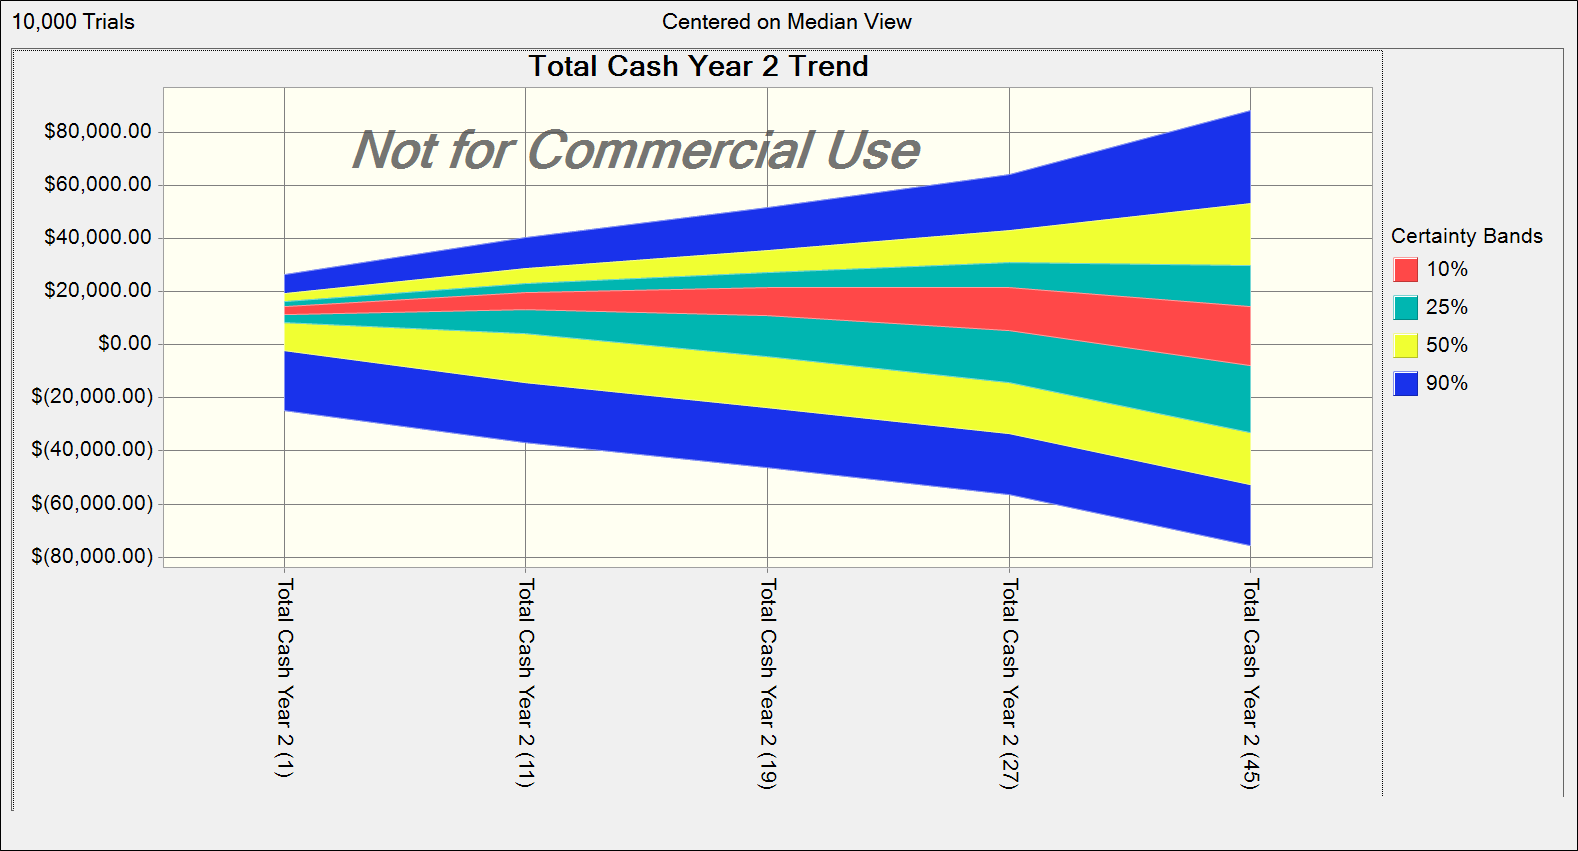 10,000 Trials
Centered on Median View
Total Cash Year 2 Trend
Not for Commercial Use
$80,000.00
$60,000.00
$40,000.00
$20,000.00
$0.00
$(20,000.00)
$(40,000.00)
$(60,000.00)
$(80,000.00)
Total Cash Year 2 (1)
Total Cash Year 2 (11)
Total Cash Year 2 (19)
Total Cash Year 2 (27)
Total Cash Year 2 (45)
Certainty Bands
10%
25%
50%
90%